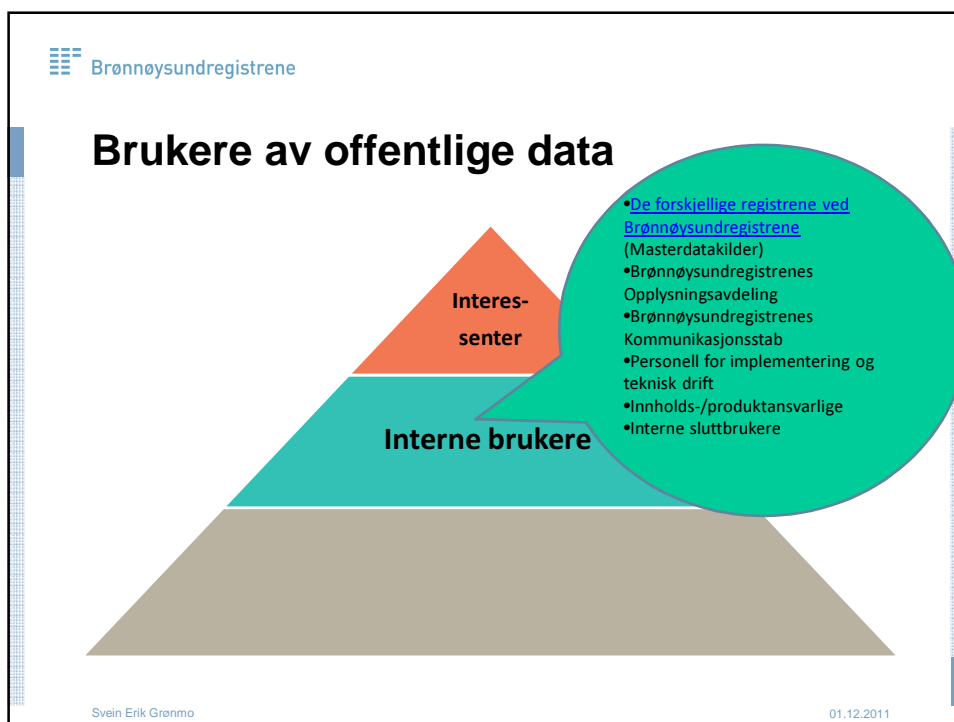 Brønnøysundregistrene
Brukere av offentlige data
Interes-
senter
Interne brukere
•De forskjellige registrene ved
Brønnøysundregistrene
(Masterdatakilder)
•Brønnøysundregistrenes
Opplysningsavdeling
•Brønnøysundregistrenes
Kommunikasjonsstab
•Personell for implementering og
teknisk drift
•Innholds-/produktansvarlige
•Interne sluttbrukere
Svein Erik Grønmo
01.12.2011